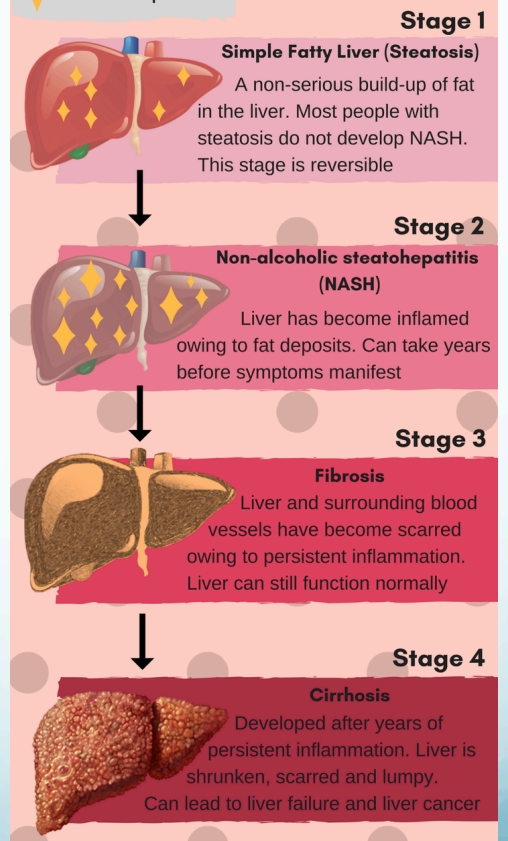 Stage 1
Simple Fatty Liver (Steatosis)
A non-serious build-up of fat
in the liver. Most people with
steatosis do not develop NASH.
This stage is reversible
Stage 2
Non-alcoholic steatohepatitis
(NASH)
Liver has become inflamed
owing to fat deposits. Can take years
before symptoms manifest
Stage 3
Fibrosis
Liver and surrounding blood
vessels have become scarred
owing to persistent inflammation.
Liver can still function normally
Stage 4
Cirrhosis
Developed after years of
persistent inflammation. Liver is
shrunken, scarred and lumpy.
Can lead to liver failure and liver cancer